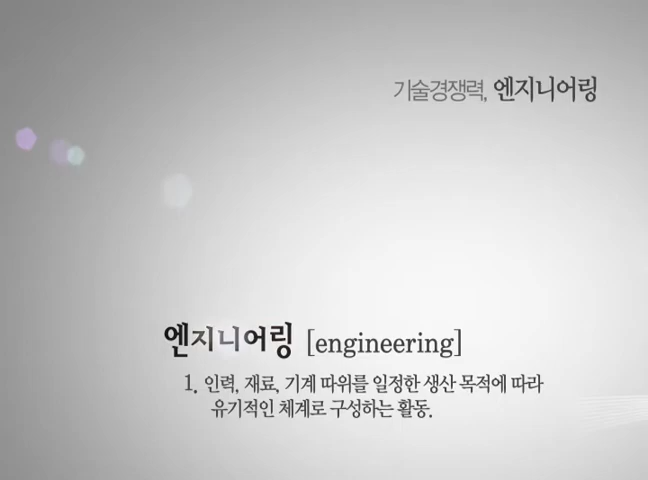 기술경쟁력, 엔지니어링
엔지니어링 [engineering]
1. 인력, 재료, 기계 따위를 일정한 생산 목적에 따라
유기적인 체계로 구성하는 활동.